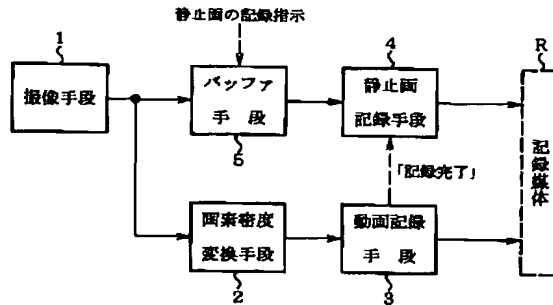 静止画の記録指示
1
撮像手段
バッファ
手 段
5
4
静止画
記録手段
R
記録媒体
「記録完了」
画素密度
変換手段
2
動画記録
手 段
3